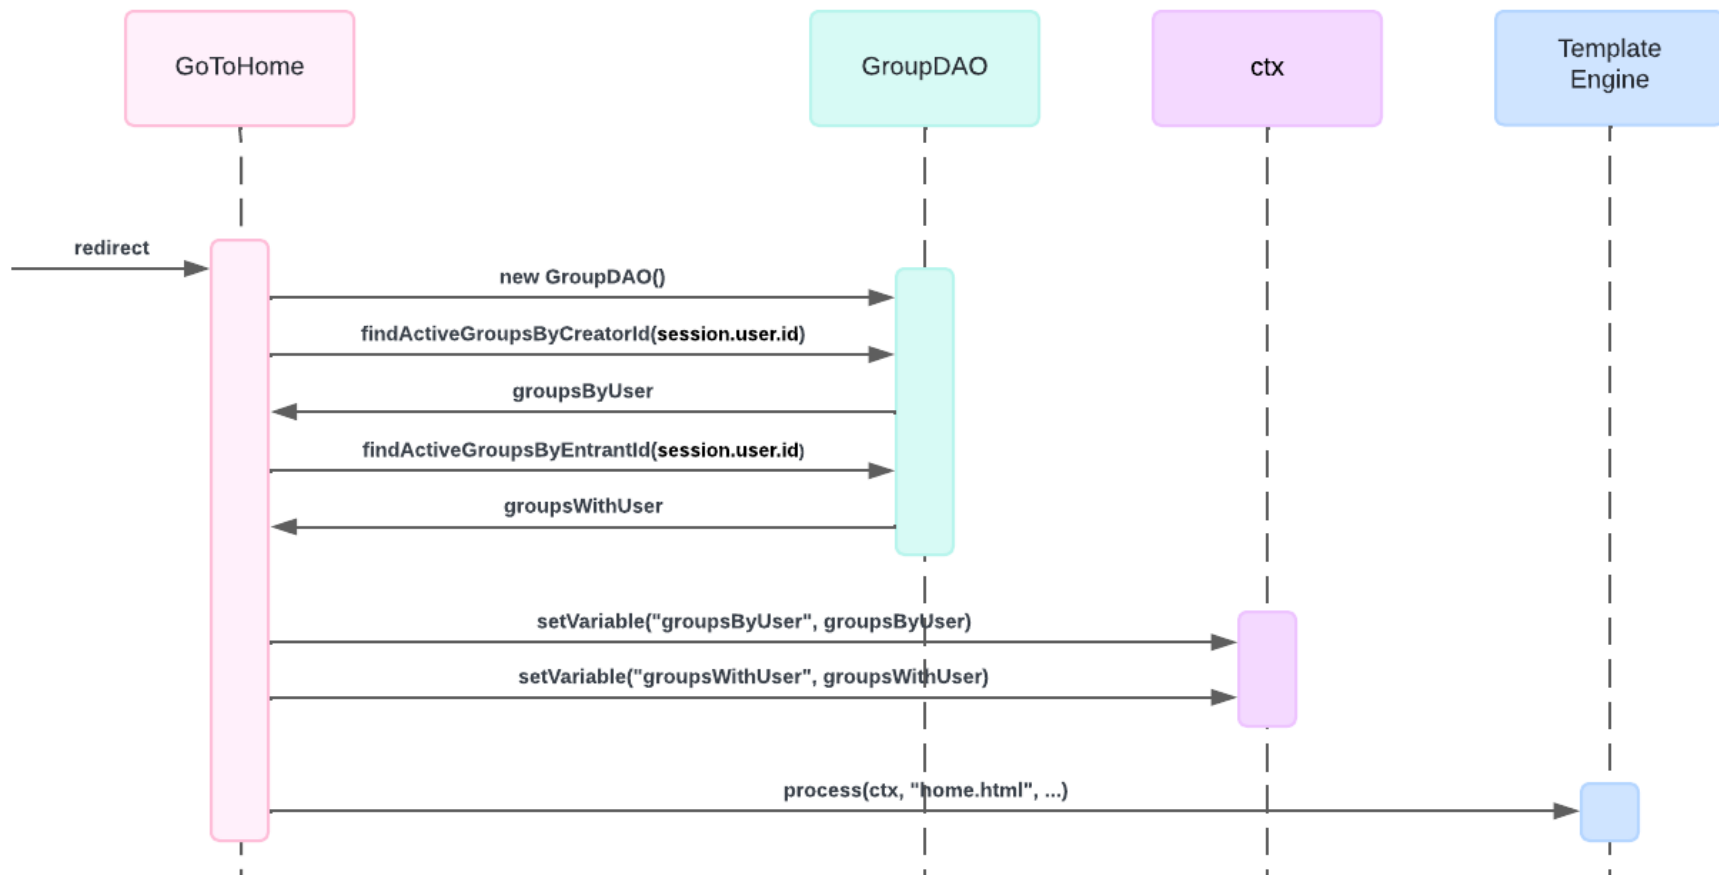 GoToHome
GroupDAO
ctx
Template
Engine
redirect
new GroupDAO()
findActiveGroupsByCreatorId(session.user.id)
groupsByUser
findActiveGroupsByEntrantId(session.user.id)
groupsWithUser
setVariable("groupsByUser", groupsByUser)
setVariable("groupsWithUser", groupsWithUser)
process(ctx, "home.html", ...)